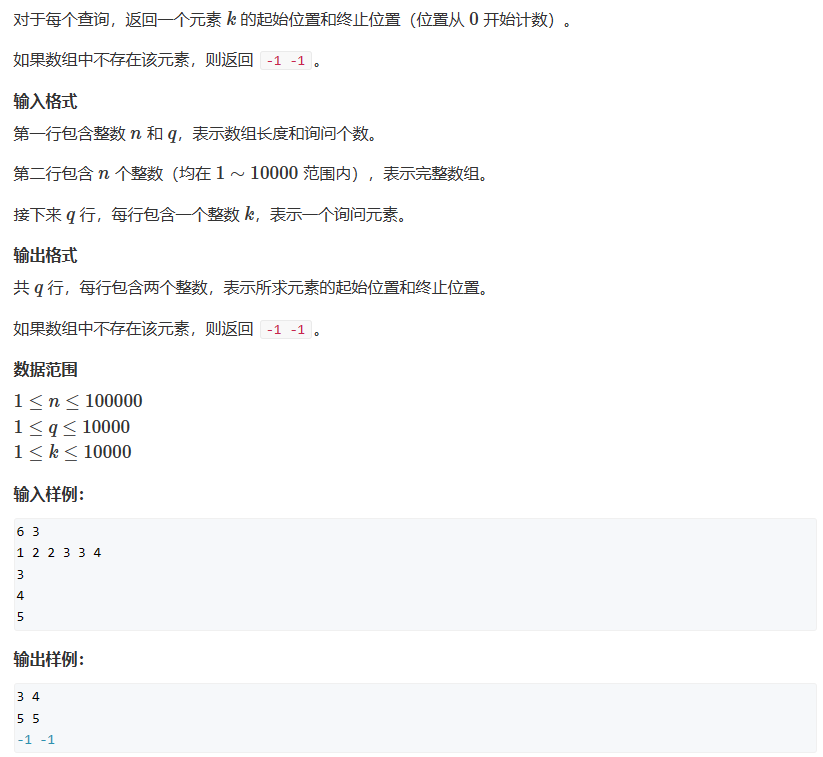 对于每个查询，返回一个元素 k 的起始位置和终止位置（位置从 0 开始计数）。
如果数组中不存在该元素，则返回 -1 -1 。
输入格式
第一行包含整数 n 和 q，表示数组长度和询问个数。
第二行包含 n 个整数（均在 1 ∼ 10000 范围内），表示完整数组。
接下来 q 行，每行包含一个整数 k，表示一个询问元素。
输出格式
共 q 行，每行包含两个整数，表示所求元素的起始位置和终止位置。
如果数组中不存在该元素，则返回 -1 -1 。
数据范围
1 ≤ n ≤ 100000
1 ≤ q ≤ 10000
1 ≤ k ≤ 10000
输入样例：
6 3
1 2 2 3 3 4
3
4
5
输出样例：
3 4
5 5
-1 -1